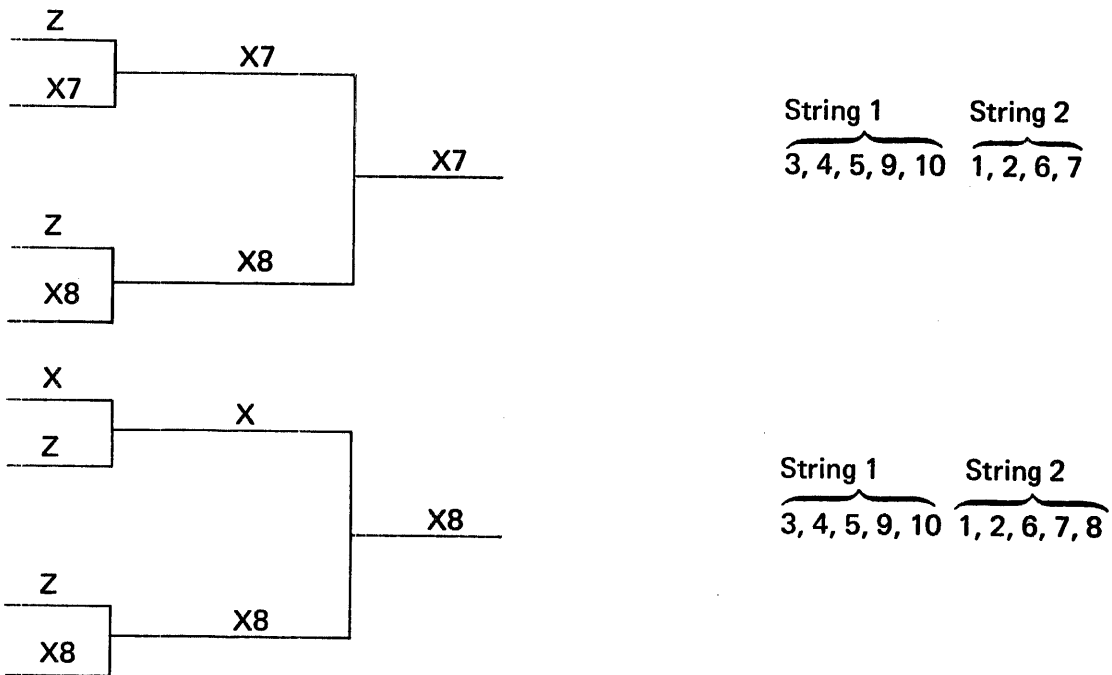 Z
X7
X7
X7
Z
X8
X8
String 1 String 2
3, 4, 5, 9, 10 1, 2, 6, 7
X
X
Z
X8
Z
X8
X8
String 1 String 2
3, 4, 5, 9, 10 1, 2, 6, 7, 8